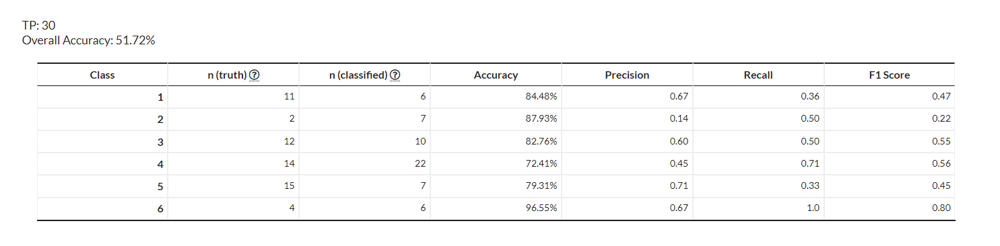 TP: 30
Overall Accuracy: 51.72%
Class n (truth) ? n (classified) ? Accuracy Precision Recall F1 Score
1 11 6 84.48% 0.67 0.36 0.47
2 2 7 87.93% 0.14 0.50 0.22
3 12 10 82.76% 0.60 0.50 0.55
4 14 22 72.41% 0.45 0.71 0.56
5 15 7 79.31% 0.71 0.33 0.45
6 4 6 96.55% 0.67 1.0 0.80